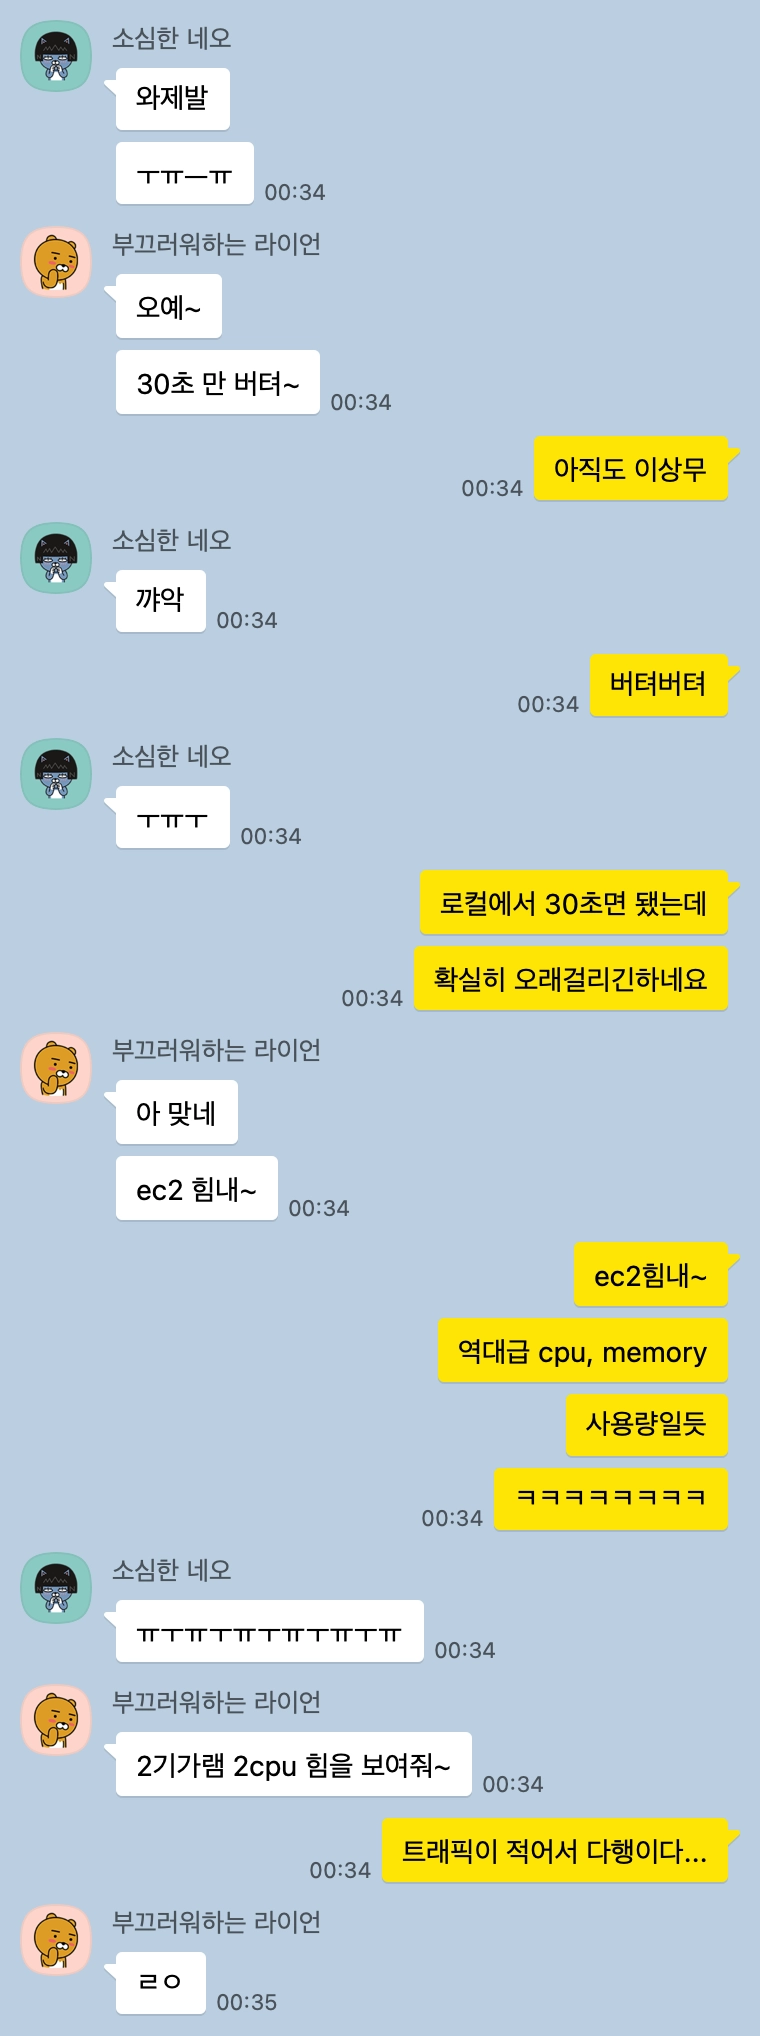 소심한 네오
와제발
ㅜㅠㅡㅠ
00:34
부끄러워하는 라이언
오예~
30초 만 버텨~
00:34
아직도 이상무
00:34
소심한 네오
꺄악
00:34
버텨버텨
00:34
소심한 네오
ㅜㅠㅜ
00:34
로컬에서 30초면 됐는데
확실히 오래걸리긴하네요
00:34
부끄러워하는 라이언
아 맞네
ec2 힘내~
00:34
ec2힘내~
역대급 cpu, memory
사용량일듯
ㅋㅋㅋㅋㅋㅋㅋㅋ
00:34
소심한 네오
ㅠㅜㅠㅜㅠㅜㅠㅜㅠㅜㅠ
00:34
부끄러워하는 라이언
2기가램 2cpu 힘을 보여줘~
00:34
트래픽이 적어서 다행이다...
00:34
부끄러워하는 라이언
ㄹㅇ
00:35